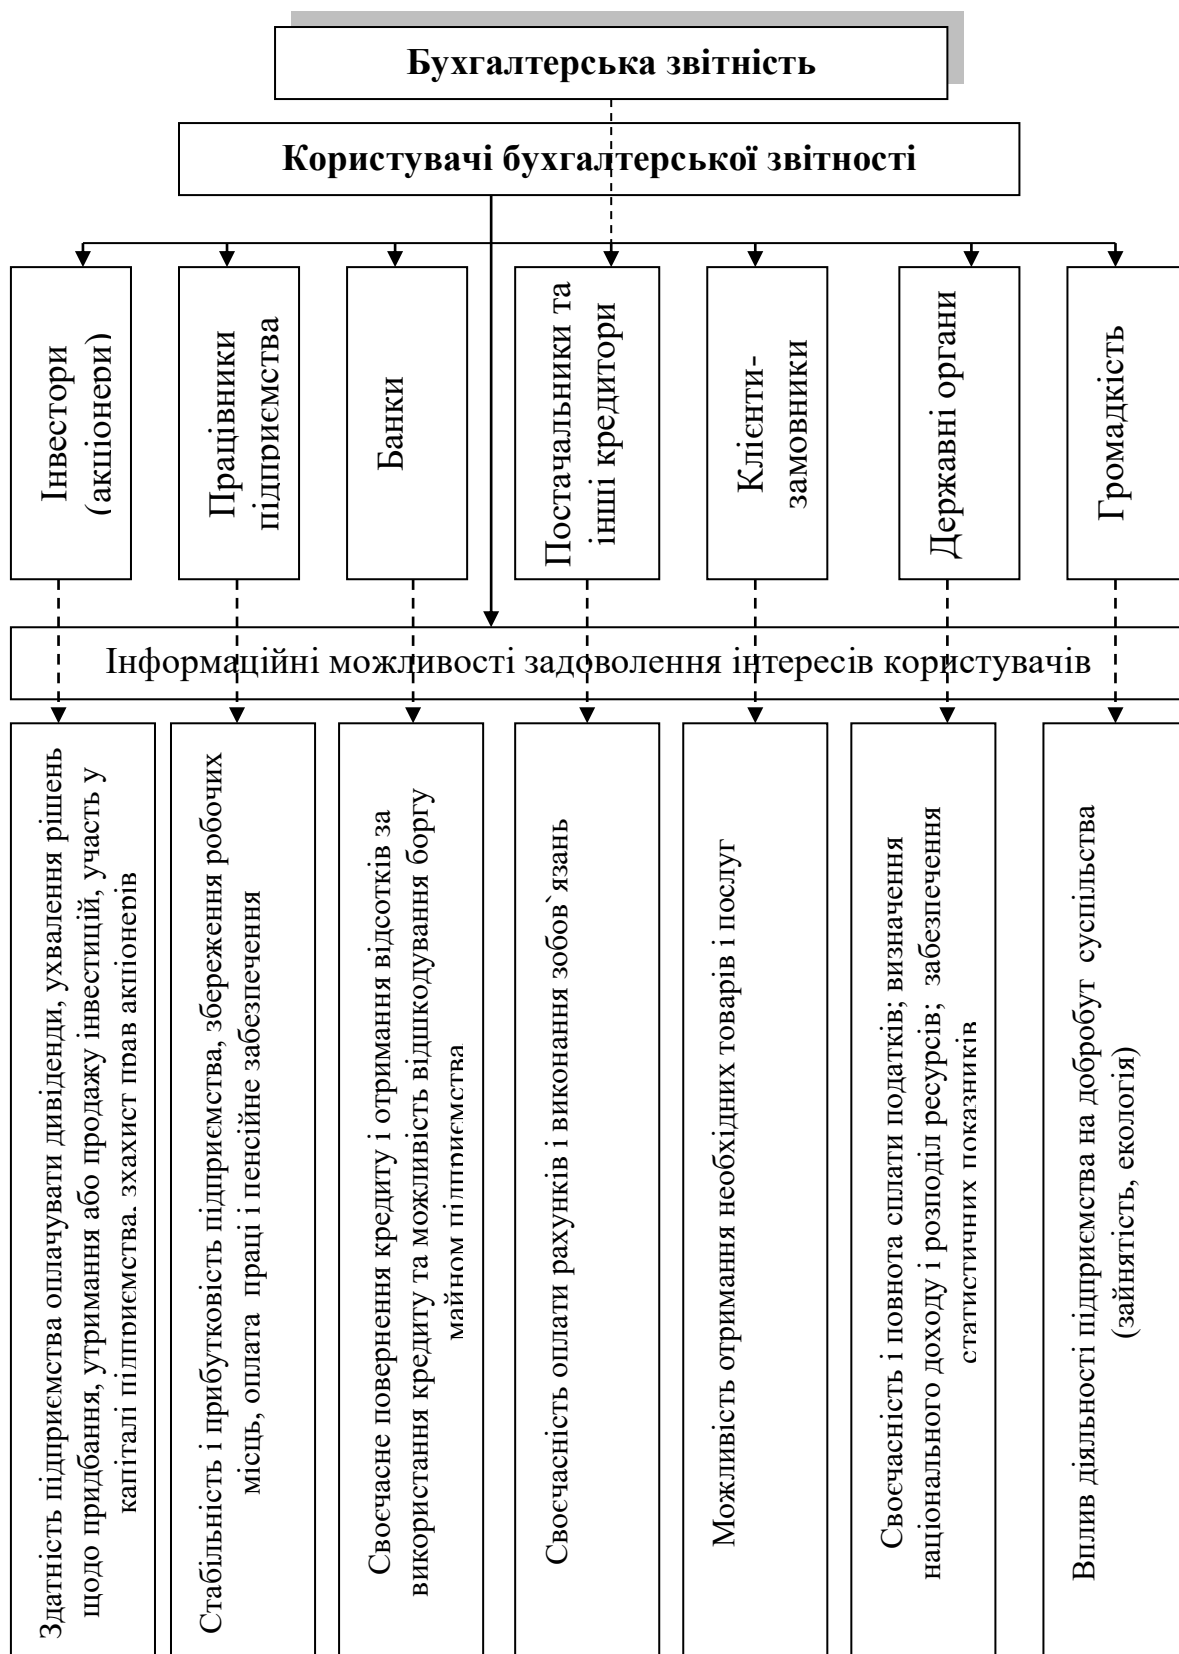 Бухгалтерська звітність
Користувачі бухгалтерської звітності
Інвестори
(акціонери)
Працівники
підприємства
Банки
Постачальники та
інші кредитори
Клієнти-
замовники
Державні органи
Громадкість
Інформаційні можливості задоволення інтересів користувачів
Здатність підприємства оплачувати дивіденди, ухвалення рішень
щодо придбання, утримання або продажу інвестицій, участь у
капіталі підприємства, зхахист прав акціонерів
Стабільність і прибутковість підприємства, збереження робочих
місць, оплата праці і пенсійне забезпечення
Своєчасне повернення кредиту і отримання відсотків за
використання кредиту та можливість відшкодування боргу
майном підприємства
Своєчасність оплати рахунків і виконання зобов`язань
Можливість отримання необхідних товарів і послуг
Своєчасність і повнота сплати податків; визначення
національного доходу і розподіл ресурсів; забезпечення
статистичних показників
Вплив діяльності підприємства на добробут суспільства
(зайнятість, екологія)